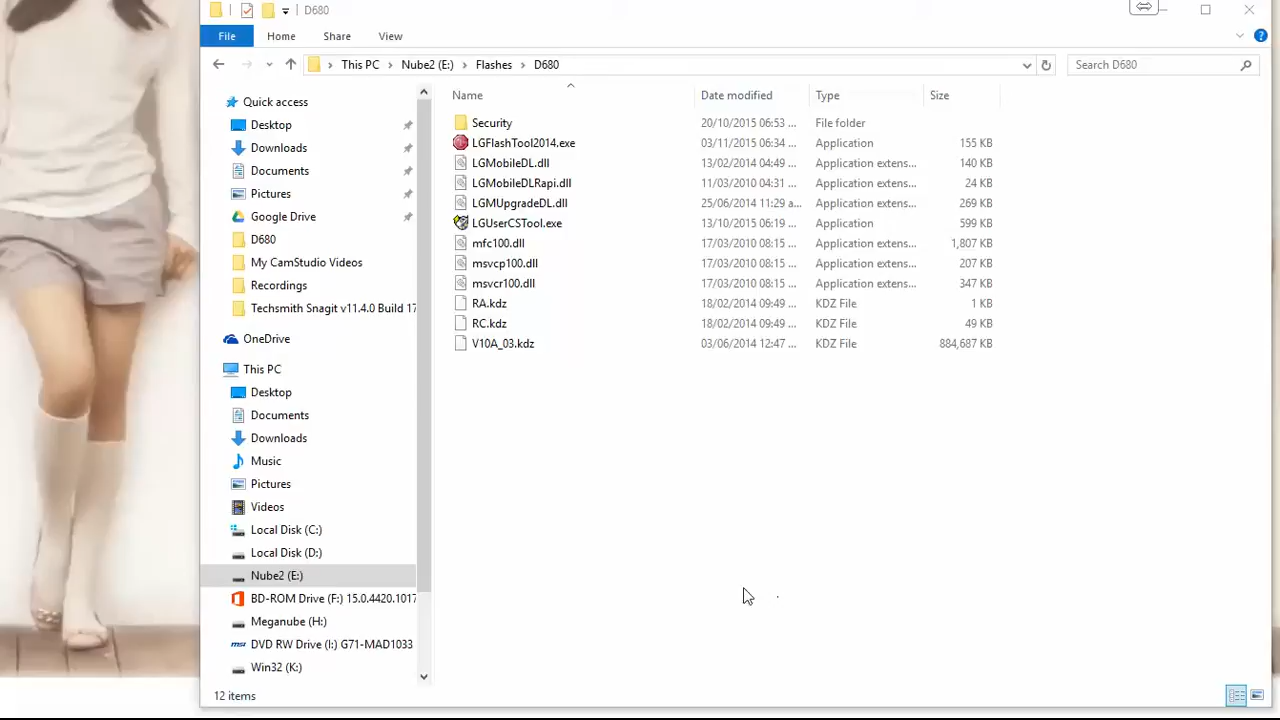 D680
File Home Share View
This PC Nube2 (E:) Flashes D680 Search D680
Name Date modified Type Size
Security 20/10/2015 06:53 ... File folder
LGFlashTool2014.exe 03/11/2015 06:34 ... Application 155 KB
LGMobileDL.dll 13/02/2014 04:49 ... Application extens... 140 KB
LGMobileDLRapi.dll 11/03/2010 04:31 ... Application extens... 24 KB
LGMUpgradeDL.dll 25/06/2014 11:29 a... Application extens... 269 KB
LGUserCSTool.exe 13/10/2015 06:19 ... Application 599 KB
mfc100.dll 17/03/2010 08:15 ... Application extens... 1,807 KB
msvcp100.dll 17/03/2010 08:15 ... Application extens... 207 KB
msvcr100.dll 17/03/2010 08:15 ... Application extens... 347 KB
RA.kdz 18/02/2014 09:49 ... KDZ File 1 KB
RC.kdz 18/02/2014 09:49 ... KDZ File 49 KB
V10A_03.kdz 03/06/2014 12:47 ... KDZ File 884,687 KB
Quick access
Desktop
Downloads
Documents
Pictures
Google Drive
D680
My CamStudio Videos
Recordings
Techsmith Snagit v11.4.0 Build 17
OneDrive
This PC
Desktop
Documents
Downloads
Music
Pictures
Videos
Local Disk (C:)
Local Disk (D:)
Nube2 (E:)
BD-ROM Drive (F:) 15.0.4420.1017
Meganube (H:)
msi DVD RW Drive (I:) G71-MAD1033
Win32 (K:)
12 items